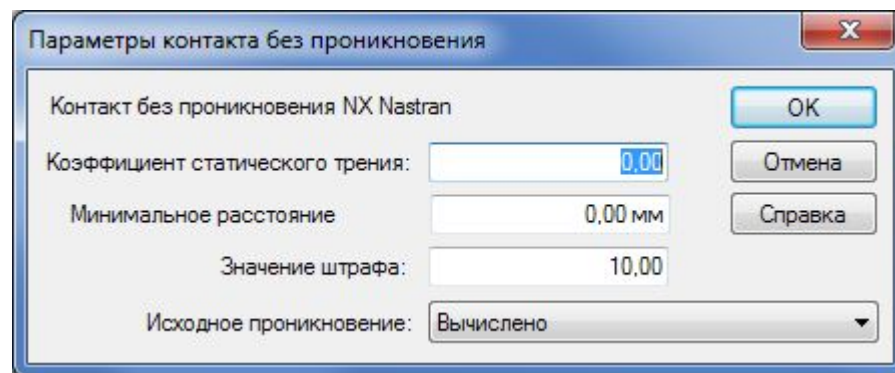 Параметры контакта без проникновения
Контакт без проникновения NX Nastran
OK
Коэффициент статического трения: 0,00
Отмена
Минимальное расстояние 0,00 мм
Справка
Значение штрафа: 10,00
Исходное проникновение: Вычислено